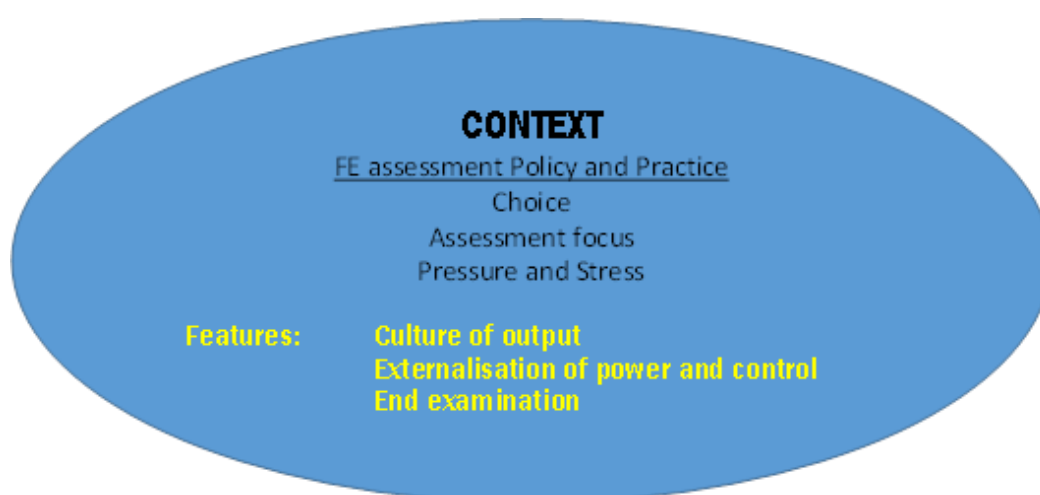 CONTEXT
FE assessment Policy and Practice
Choice
Assessment focus
Pressure and Stress
Features: Culture of output
Externalisation of power and control
End examination